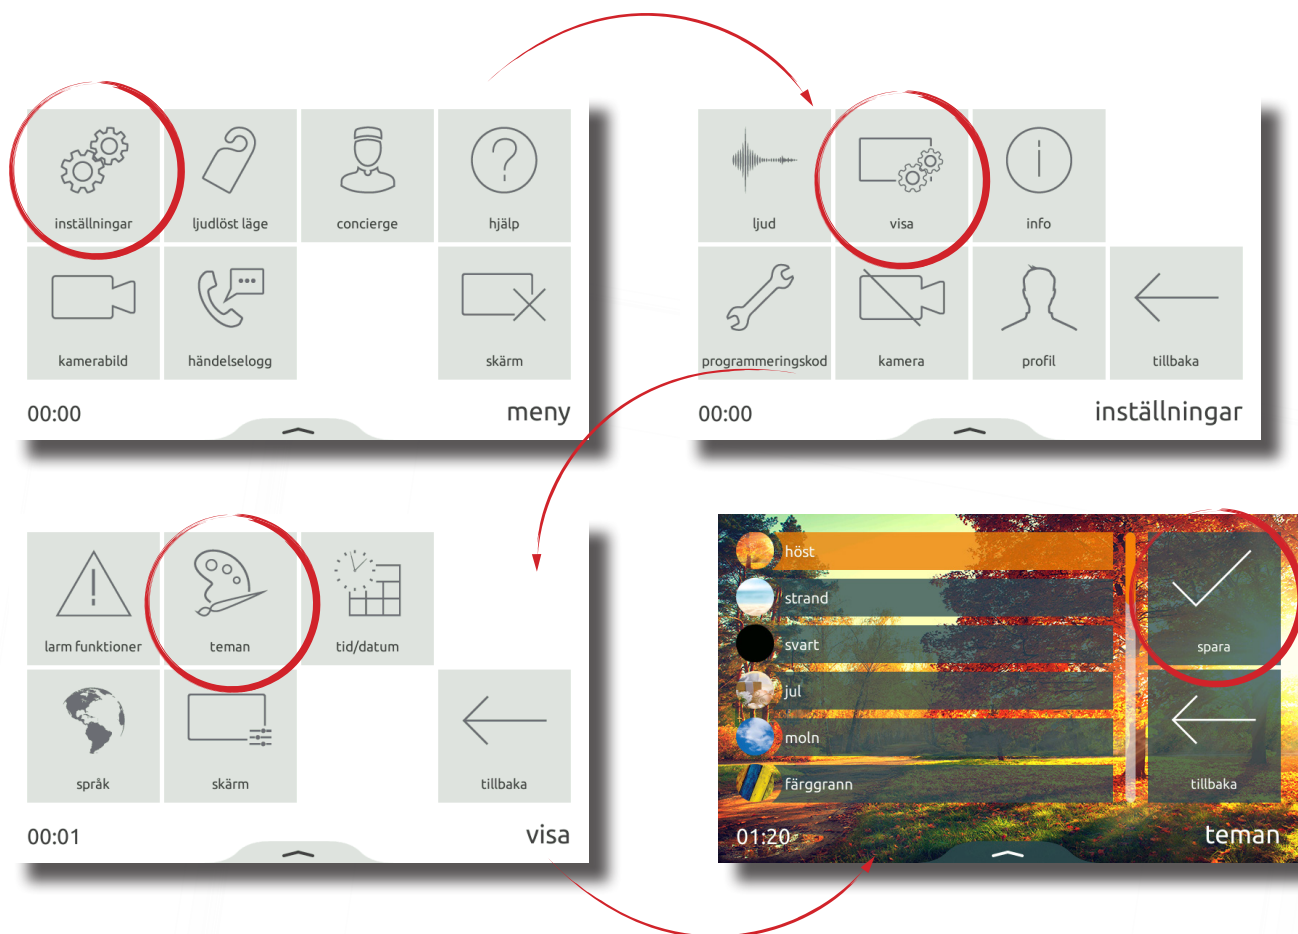 inställningar
ljudlöst läge
concierge
hjälp
kamerabild
händelselogg
skärm
00:00
meny
ljud
visa
info
programmeringskod
kamera
profil
tillbaka
00:00
inställningar
larm funktioner
teman
tid/datum
språk
skärm
tillbaka
00:01
visa
höst
strand
svart
jul
moln
färggrann
spara
tillbaka
01:20
teman